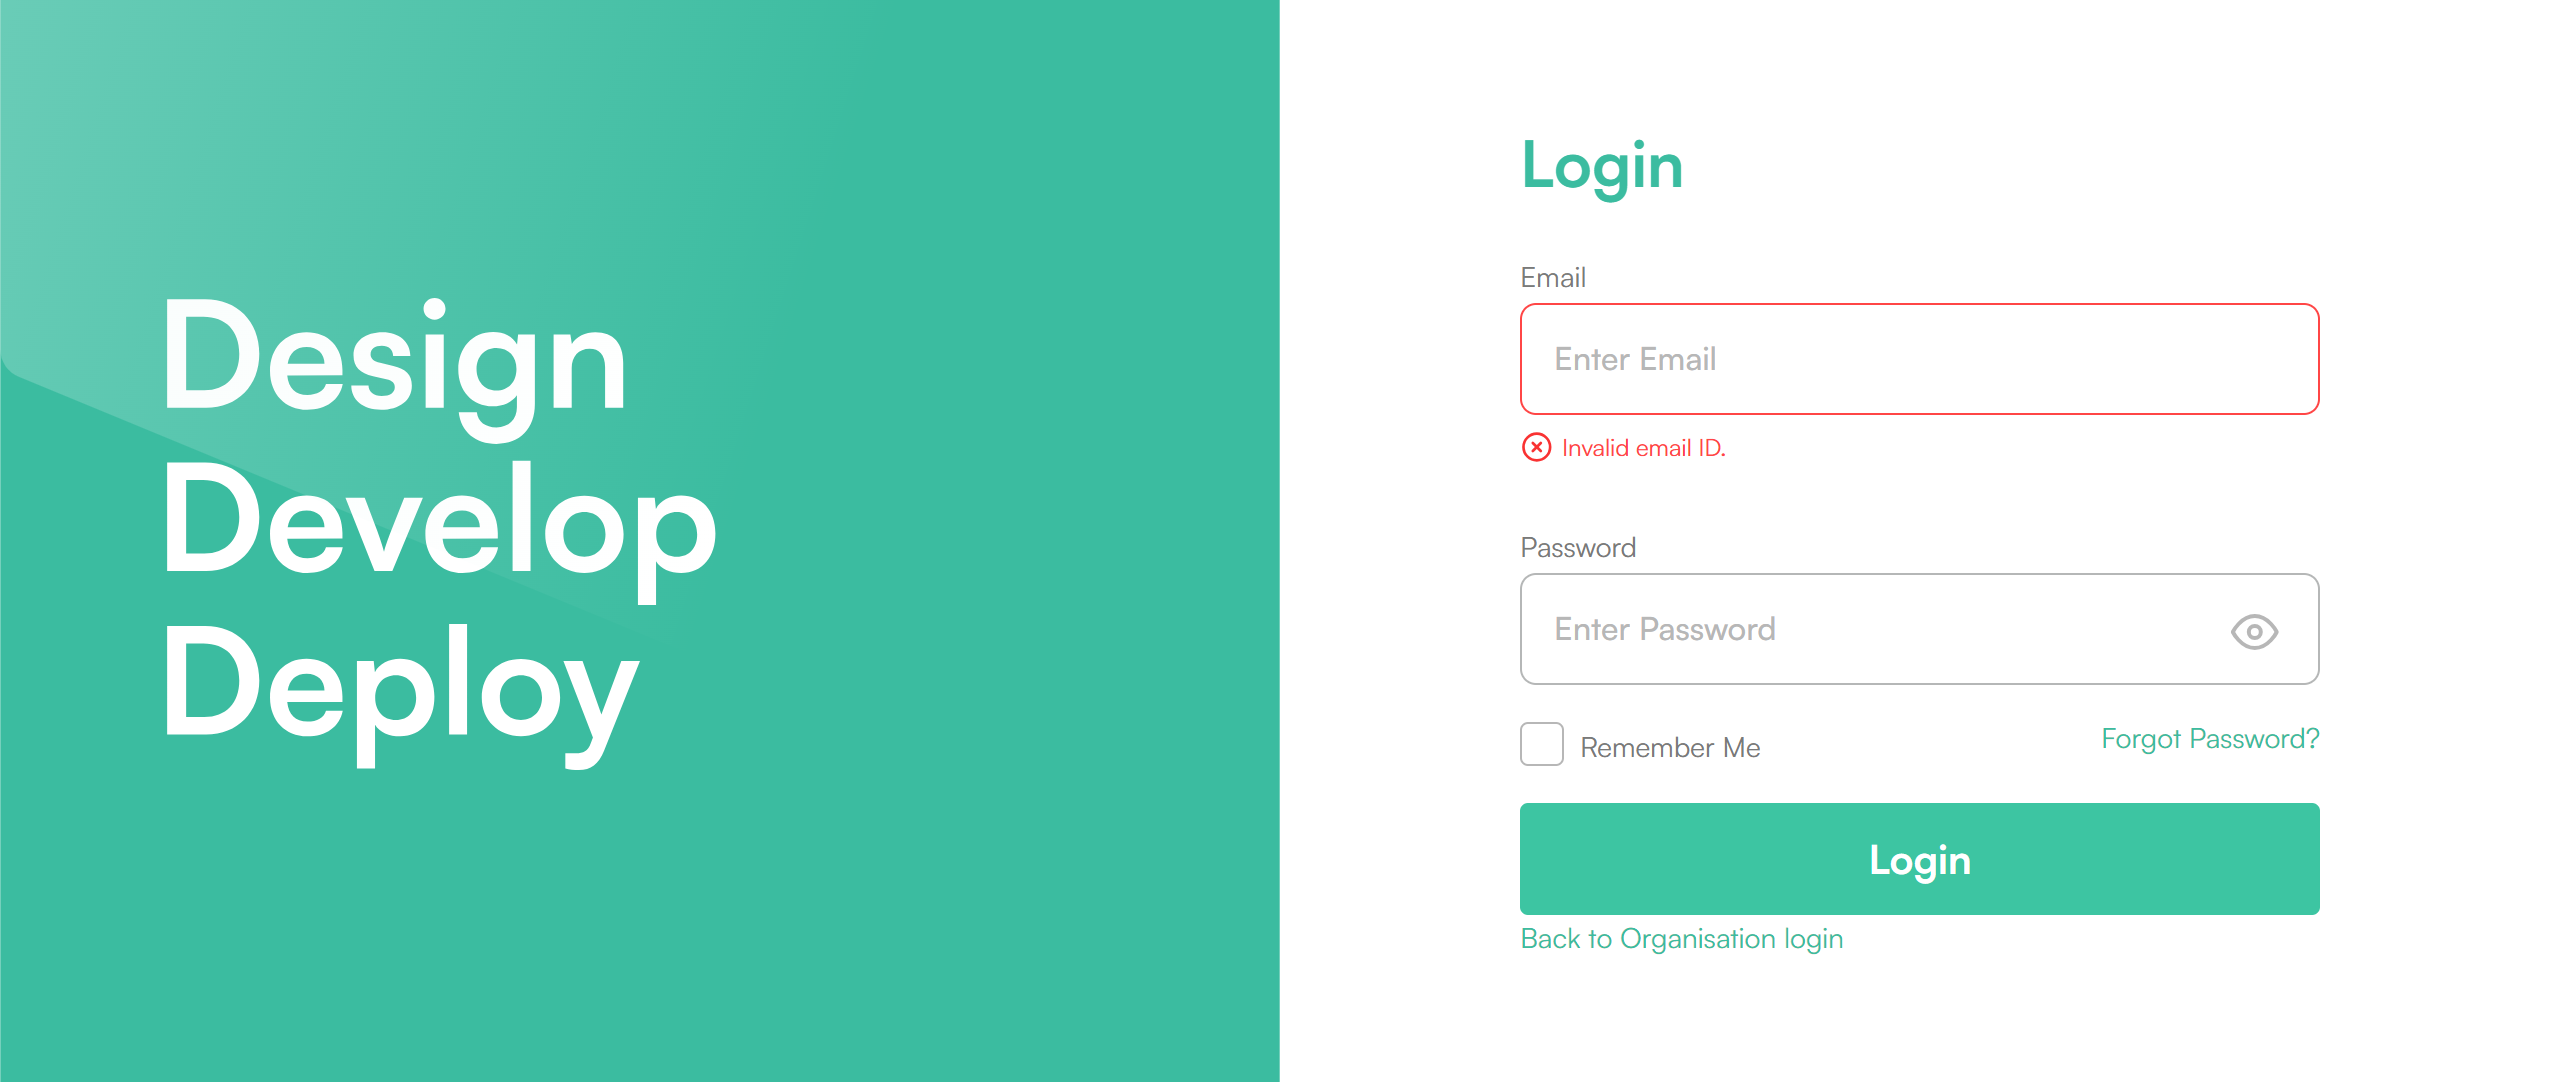 Design
Develop
Deploy
Login
Email
Enter Email
Invalid email ID.
Password
Enter Password
Remember Me
Forgot Password?
Login
Back to Organisation login